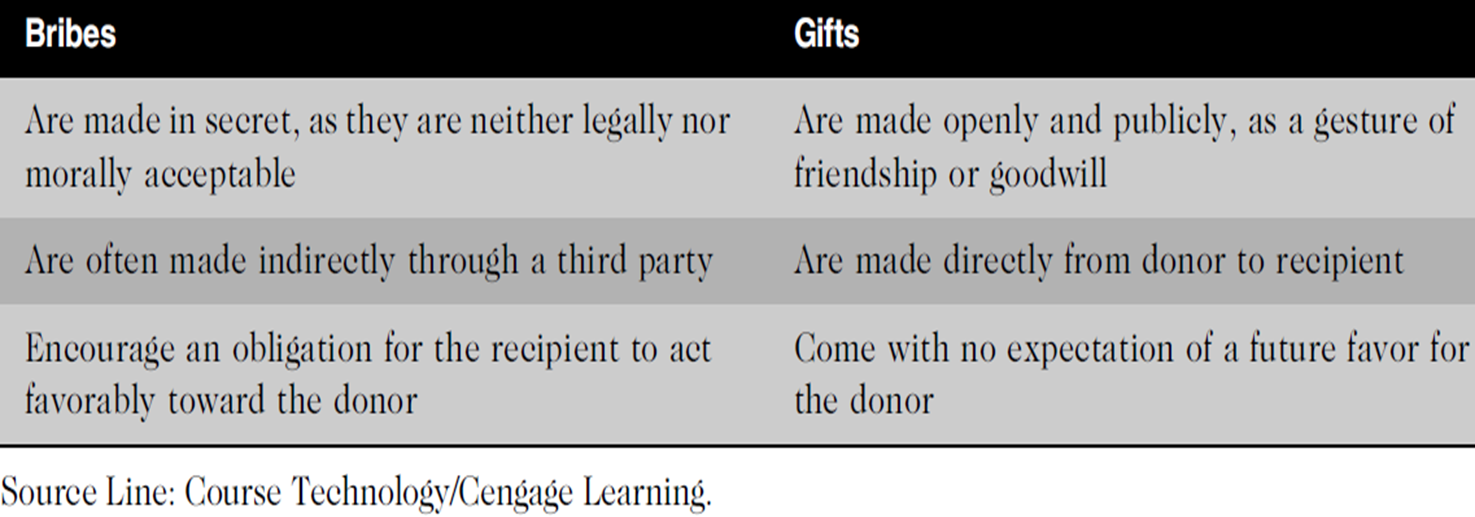 Bribes
Gifts
Are made in secret, as they are neither legally nor
morally acceptable
Are made openly and publicly, as a gesture of
friendship or goodwill
Are often made indirectly through a third party
Are made directly from donor to recipient
Encourage an obligation for the recipient to act
favorably toward the donor
Come with no expectation of a future favor for
the donor
Source Line: Course Technology/Cengage Learning.